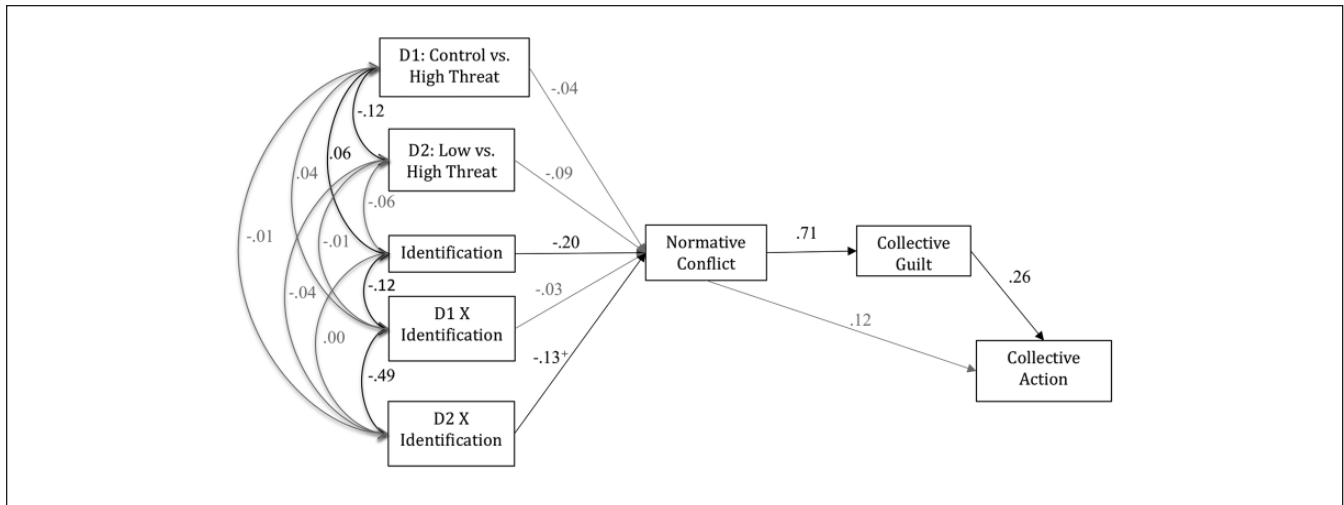 D1: Control vs.
High Threat
-.04
-.12
D2: Low vs.
High Threat
.06
.04
-.09
-.06
-.01
-.01
Identification
-.20
Normative
Conflict
.71
Collective
Guilt
-.12
-.03
.26
-.04
D1 X
Identification
.00
.12
-.13⁺
Collective
Action
-.49
D2 X
Identification